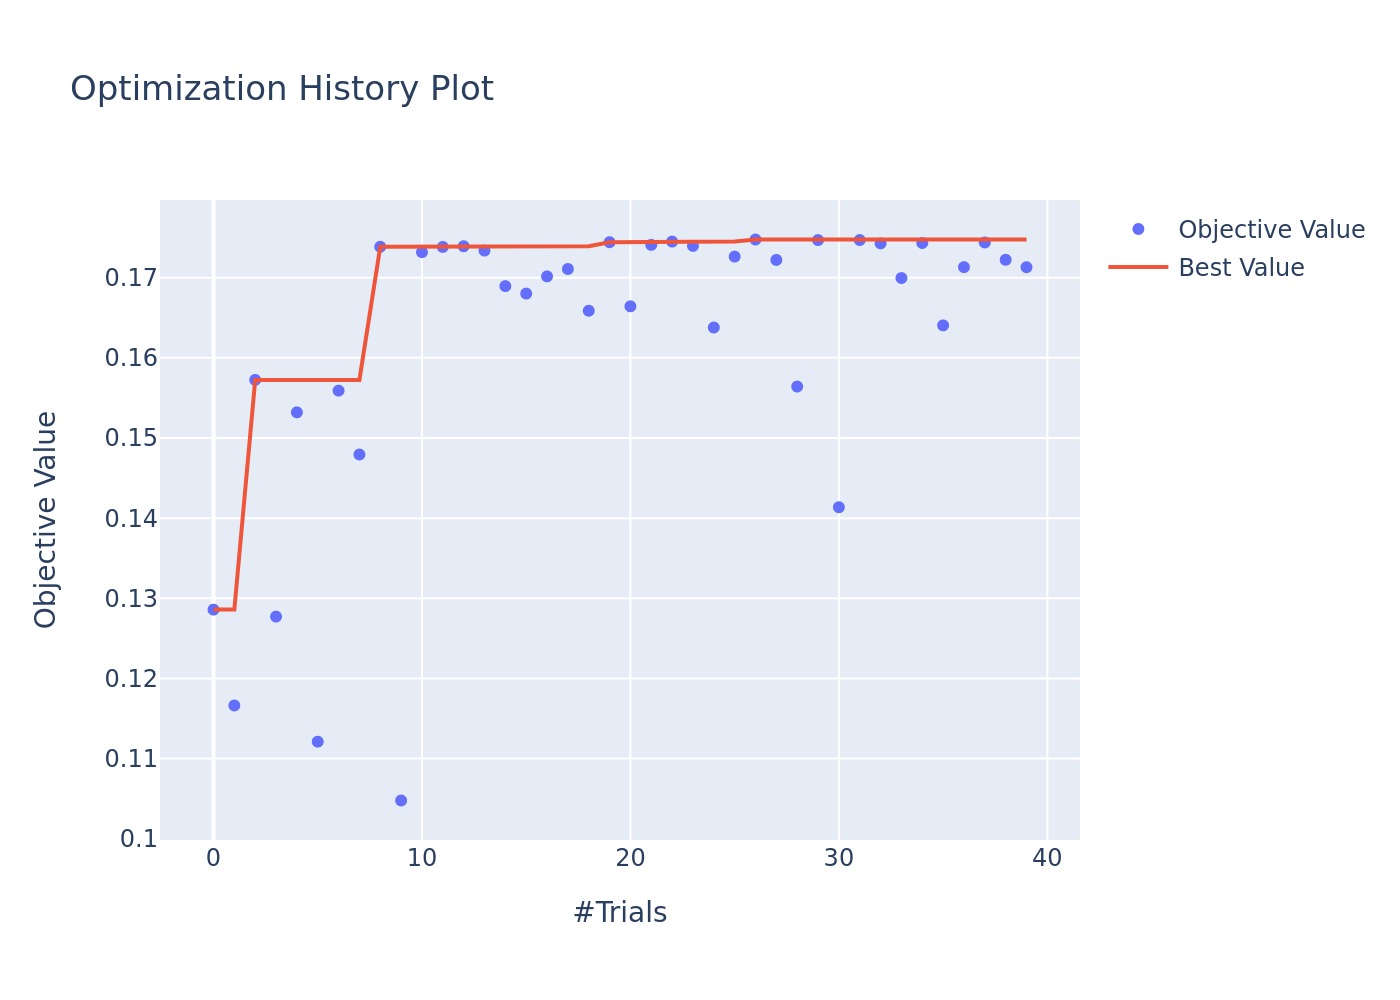 Optimization History Plot
Objective Value
Best Value
0.17
0.16
0.15
0.14
0.13
0.12
0.11
0.1
Objective Value
0 10 20 30 40
#Trials